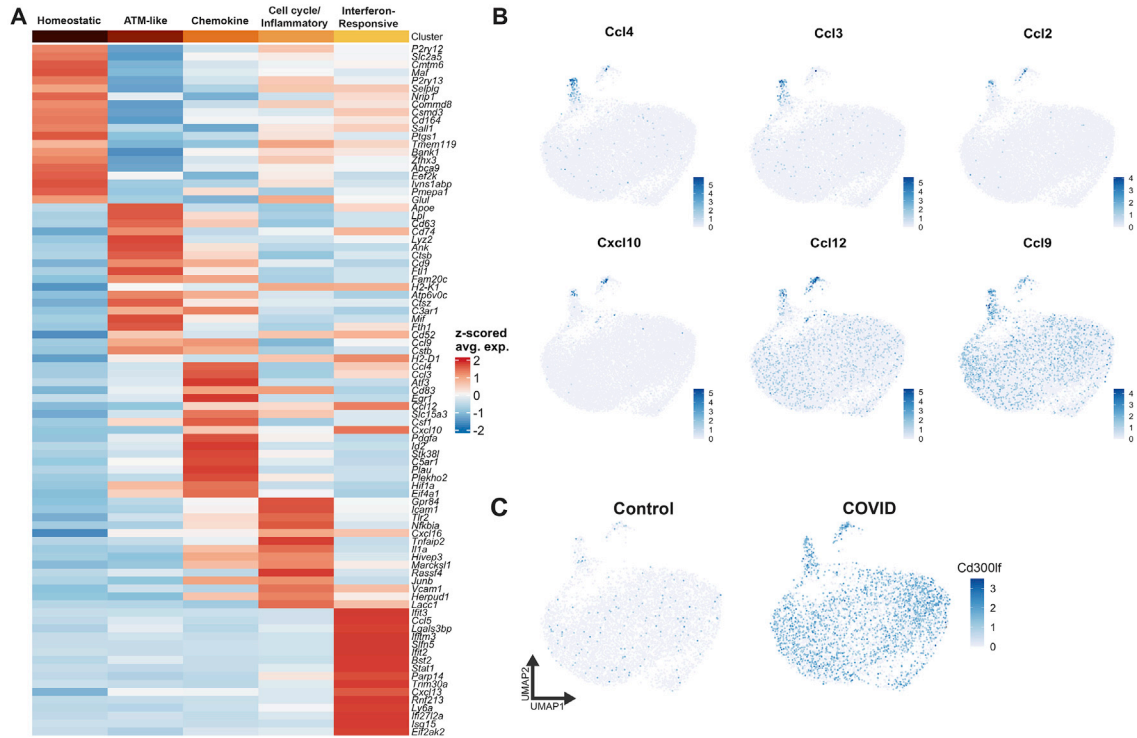 A
Homeostatic
ATM-like
Chemokine
Cell cycle/
Inflammatory
Interferon-
Responsive
Cluster
P2ry12
Slc2a5
Cmtm6
Maf
P2ry13
Selplg
Nrip1
Commd8
Csmd3
Cd164
Sall1
Ptgs1
Tmem119
Bank1
Zfhx3
Abca9
Eef2k
Ivns1abp
Pmepa1
Glul
Apoe
Lpl
Cd63
Cd74
Lyz2
Ank
Ctsb
Cd9
Ftl1
Fam20c
H2-K1
Atp6v0c
Ctsz
C3ar1
Mif
Fth1
Cd52
Ccl9
Cstb
H2-D1
Ccl4
Ccl3
Atf3
Cd83
Egr1
Ccl12
Slc15a3
Csf1
Cxcl10
Pdgfa
Id2
Stk38l
C5ar1
Plau
Plekho2
Hif1a
Eif4a1
Gpr84
Icam1
Tlr2
Nfkbia
Cxcl16
Tnfaip2
Il1a
Hivep3
Marcksl1
Rassf4
Junb
Vcam1
Herpud1
Lacc1
Ifit3
Ccl5
Lgals3bp
Ifitm3
Slfn5
Ifit2
Bst2
Stat1
Parp14
Trim30a
Cxcl13
Rnf213
Ly6a
Ifi27l2a
Isg15
Eif2ak2
z-scored
avg. exp.
2
1
0
-1
-2
B
Ccl4
5
4
3
2
1
0
Ccl3
5
4
3
2
1
0
Ccl2
4
3
2
1
0
Cxcl10
5
4
3
2
1
0
Ccl12
5
4
3
2
1
0
Ccl9
5
4
3
2
1
0
C
Control
COVID
Cd300lf
3
2
1
0
UMAP2
UMAP1